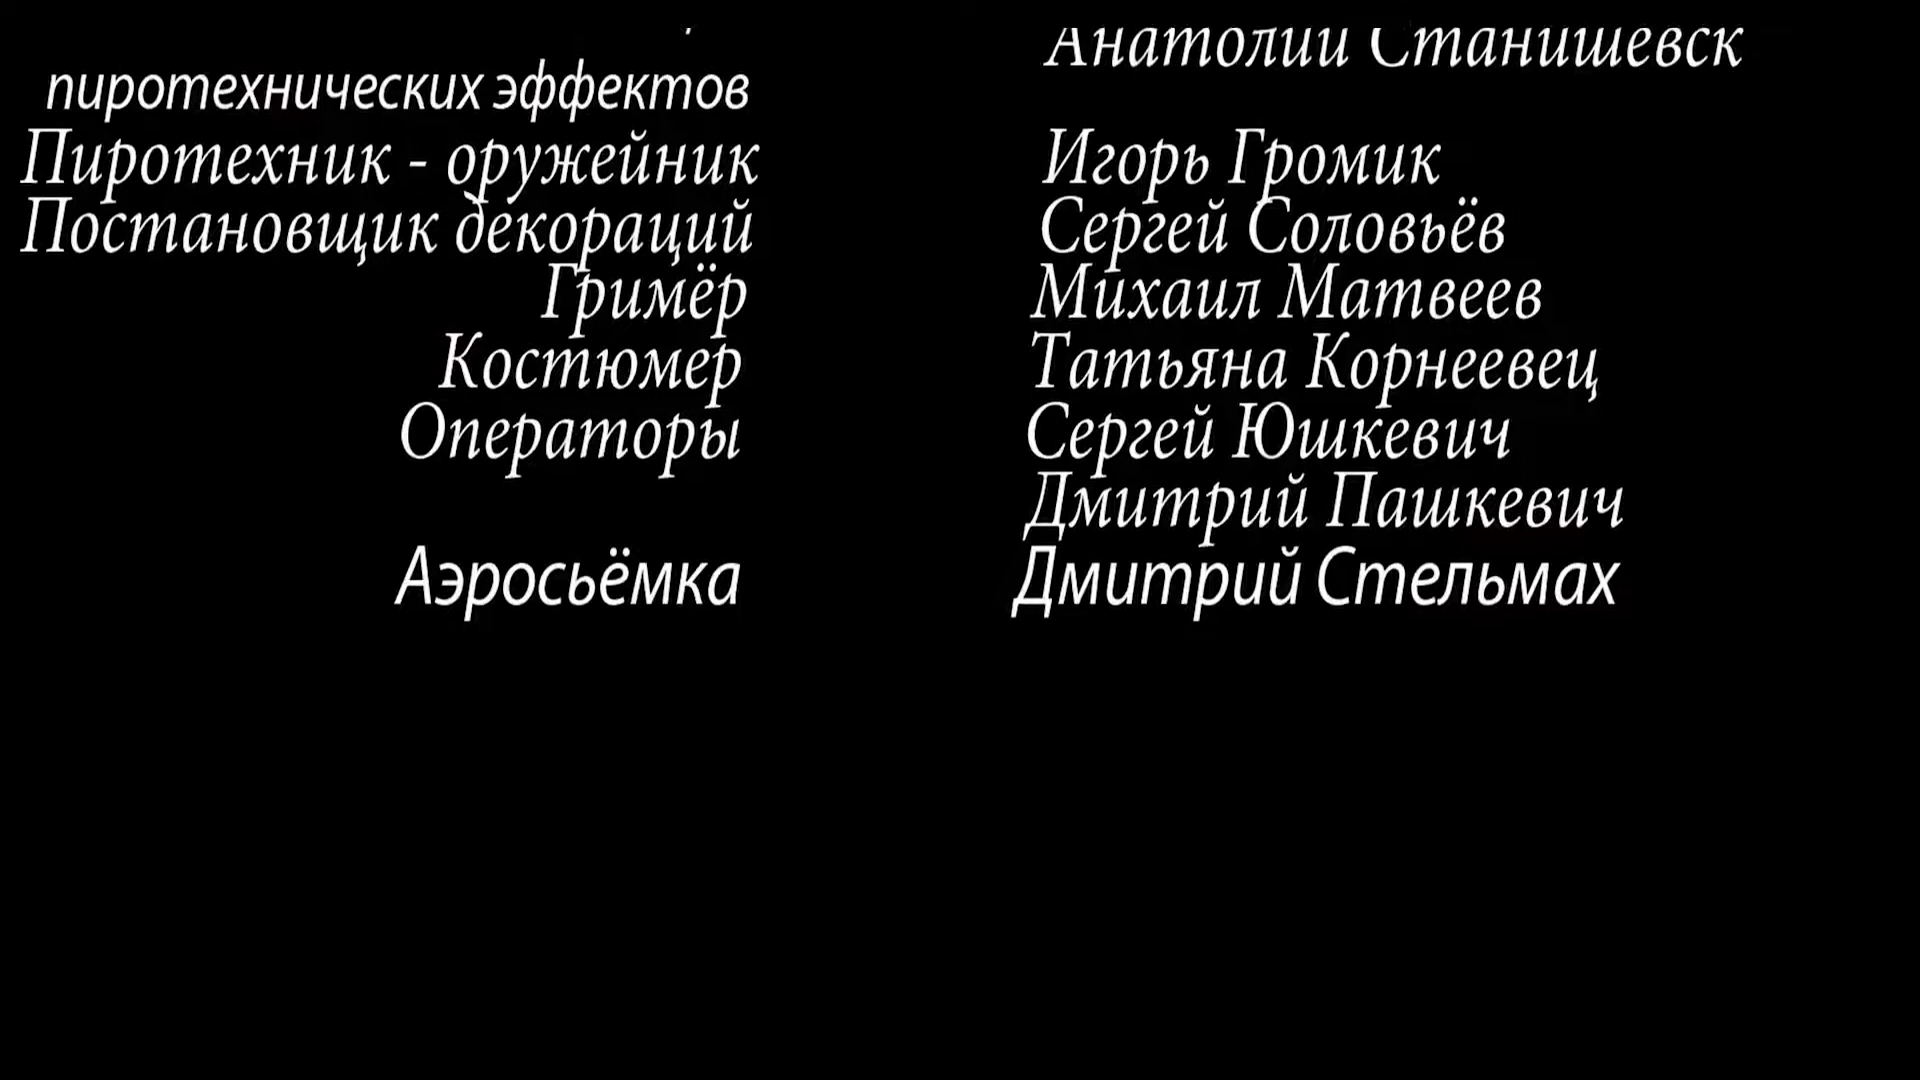 Анатолий Станишевск
пиротехнических эффектов
Пиротехник - оружейник Игорь Громик
Постановщик декораций Сергей Соловьёв
Гримёр Михаил Матвеев
Костюмер Татьяна Корнеевец
Операторы Сергей Юшкевич
Дмитрий Пашкевич
Аэросьёмка Дмитрий Стельмах